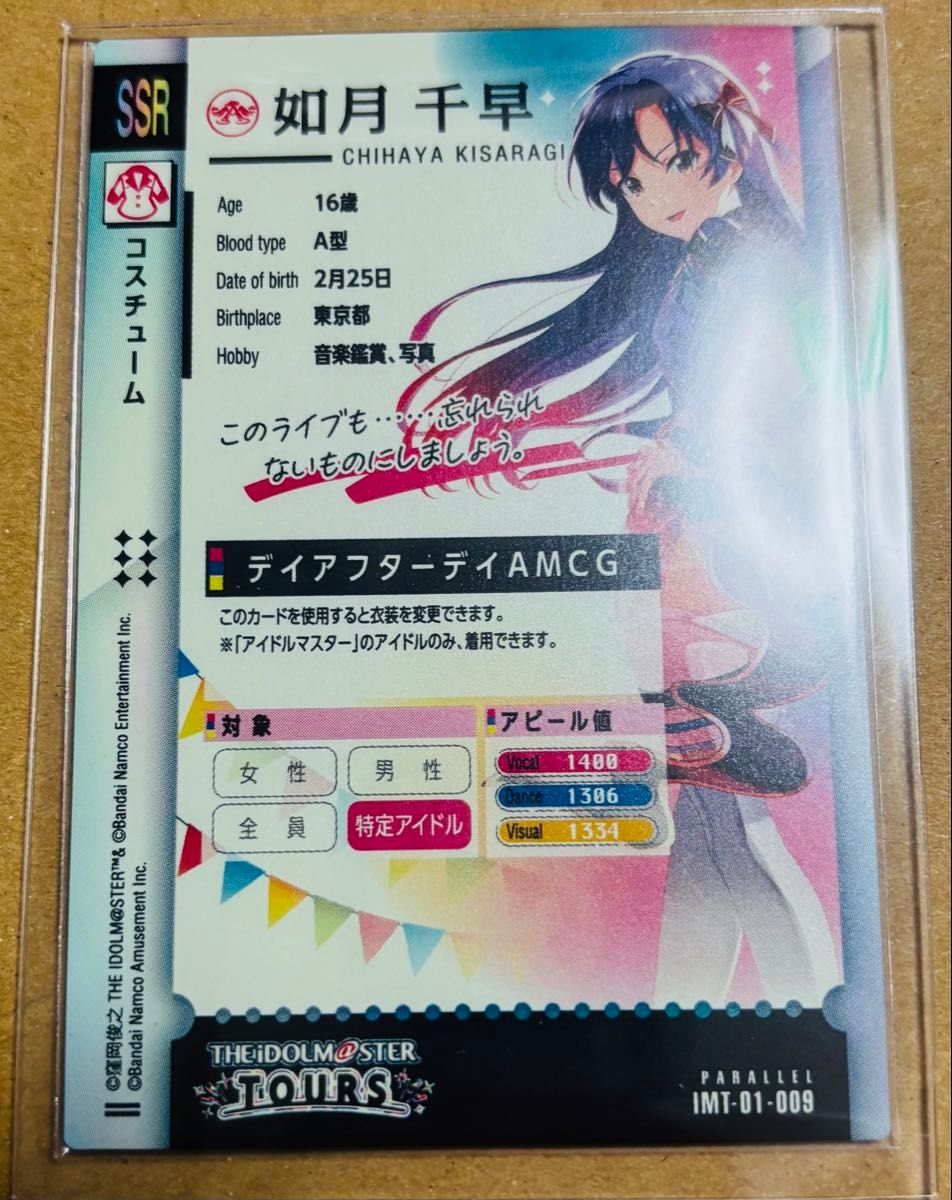 SSR
コスチューム
如月 千早
CHIHAYA KISARAGI
Age 16歳
Blood type A型
Date of birth 2月25日
Birthplace 東京都
Hobby 音楽鑑賞、写真
このライブも……忘れられ
ないものにしましょう。
デイアフターデイAMCG
このカードを使用すると衣装を変更できます。
※「アイドルマスター」のアイドルのみ、着用できます。
対象
女性 男性
全員 特定アイドル
アピール値
Vocal 1400
Dance 1306
Visual 1334
©窪岡俊之 THE IDOLM@STER™& ©Bandai Namco Entertainment Inc.
©Bandai Namco Amusement Inc.
THE iDOLM@STER
TOURS
PARALLEL
IMT-01-009